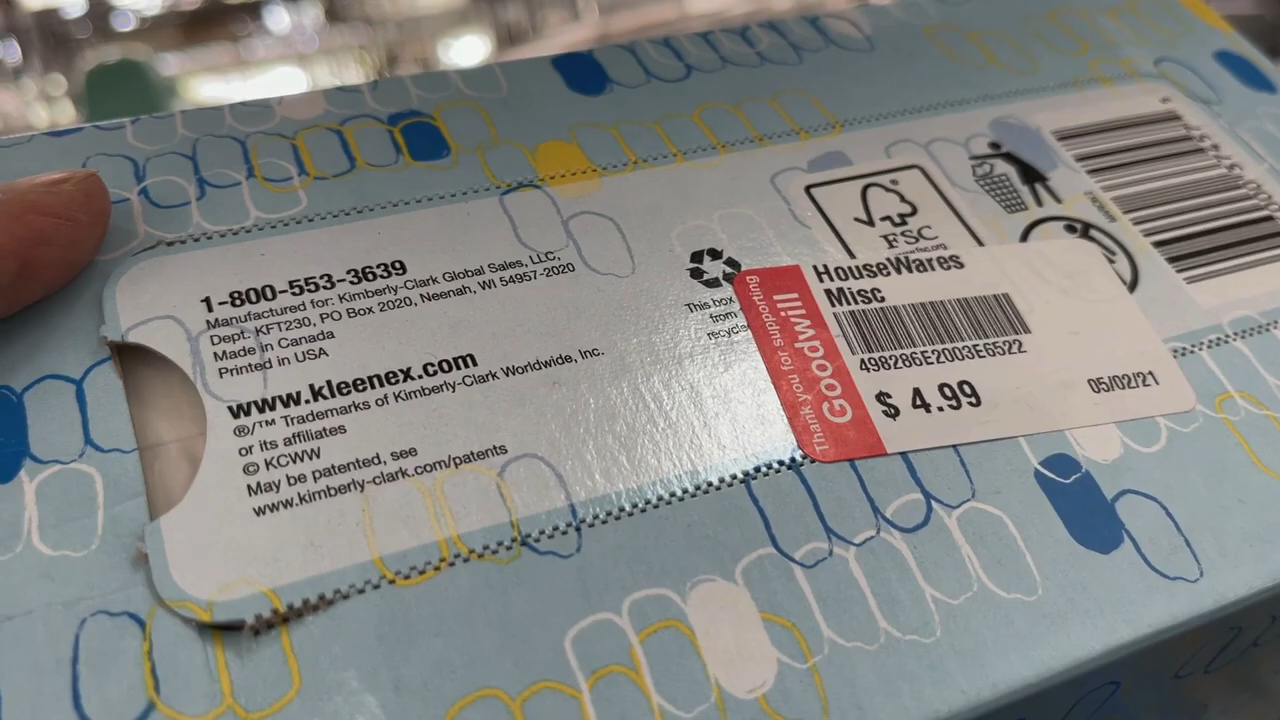 1-800-553-3639
Manufactured for: Kimberly-Clark Global Sales, LLC,
Dept. KFT230, PO Box 2020, Neenah, WI 54957-2020
Made in Canada
Printed in USA
www.kleenex.com
®/™ Trademarks of Kimberly-Clark Worldwide, Inc.
or its affiliates
© KCWW
May be patented, see
www.kimberly-clark.com/patents
This box
from
FSC
www.fsc.org
Thank you for supporting
Goodwill
HouseWares
Misc
498286E2003E6522
$ 4.99
05/02/21